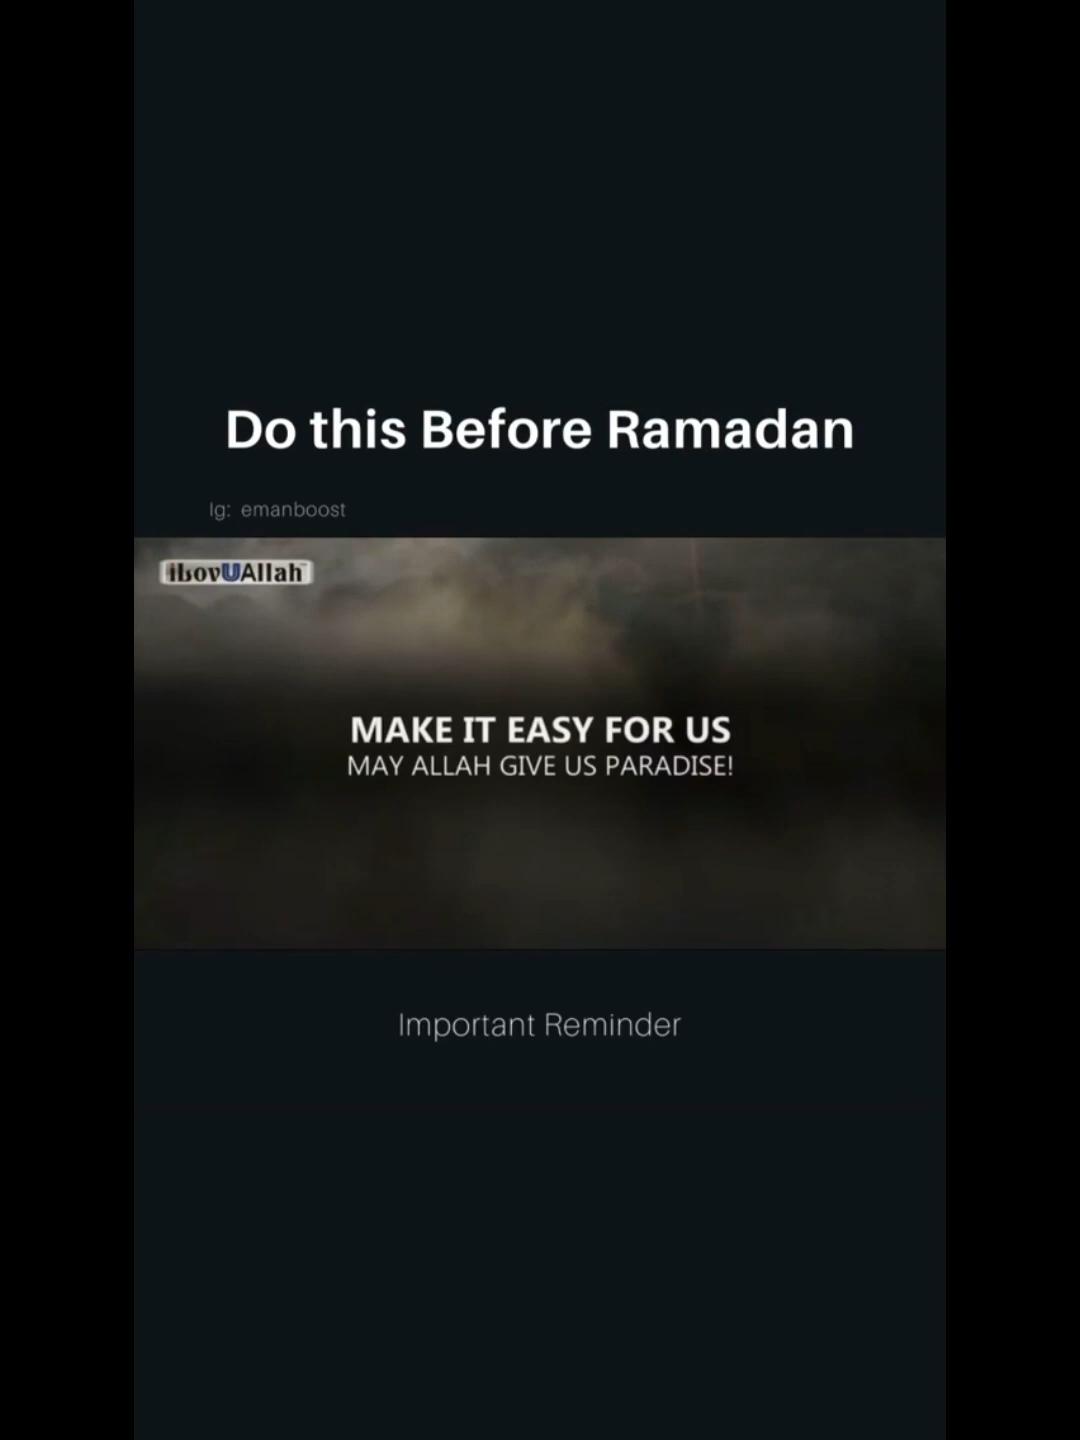 Do this Before Ramadan
Ig: emanboost
iLovUAllah
MAKE IT EASY FOR US
MAY ALLAH GIVE US PARADISE!
Important Reminder